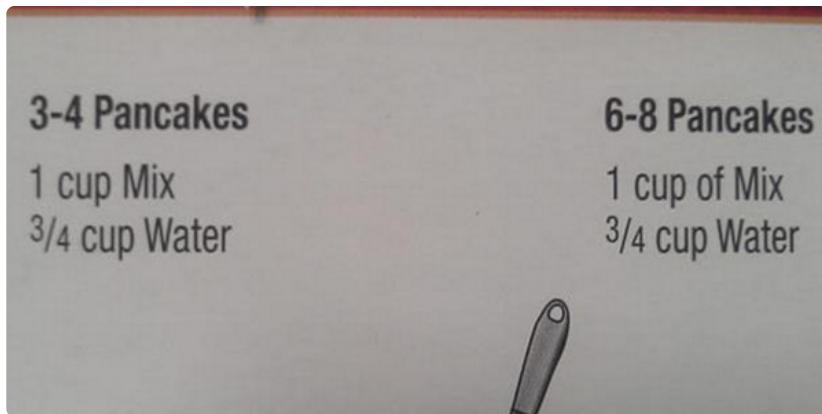 3-4 Pancakes
1 cup Mix
3/4 cup Water
6-8 Pancakes
1 cup of Mix
3/4 cup Water